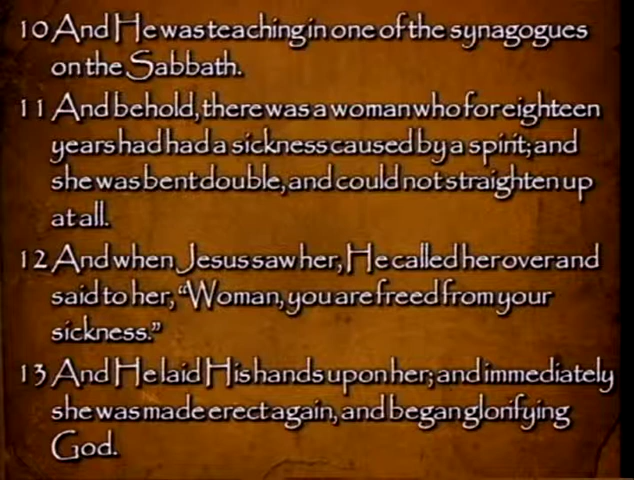 10 And He was teaching in one of the synagogues
on the Sabbath.
11 And behold, there was a woman who for eighteen
years had had a sickness caused by a spirit; and
she was bent double, and could not straighten up
at all.
12 And when Jesus saw her, He called her over and
said to her, “Woman, you are freed from your
sickness.”
13 And He laid His hands upon her; and immediately
she was made erect again, and began glorifying
God.